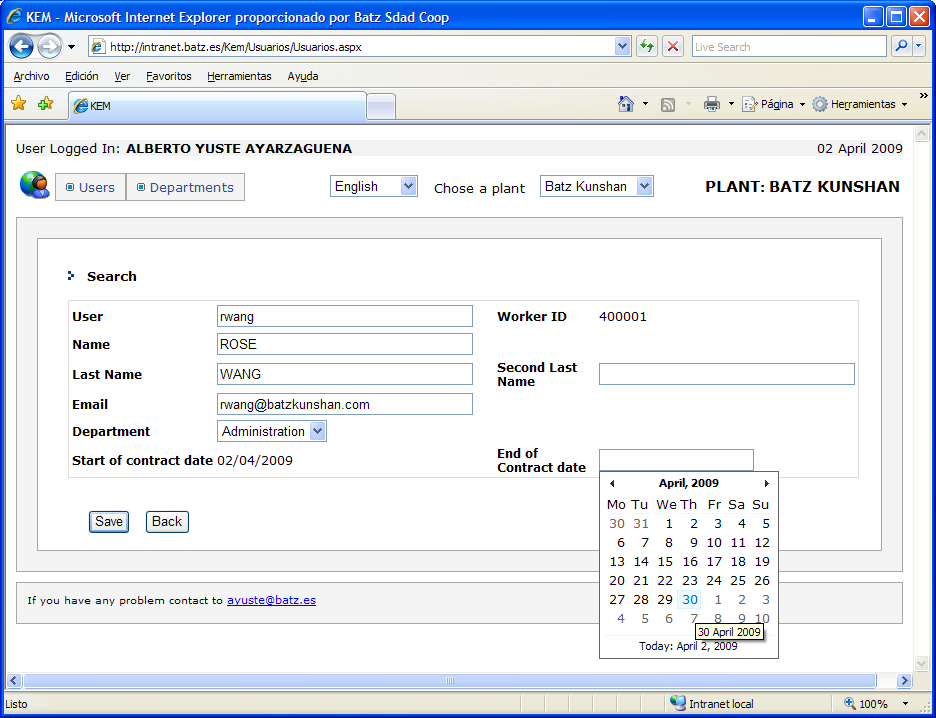 KEM - Microsoft Internet Explorer proporcionado por Batz Sdad Coop
http://intranet.batz.es/Kem/Usuarios/Usuarios.aspx
Live Search
Archivo Edición Ver Favoritos Herramientas Ayuda
KEM
Página Herramientas »
User Logged In: ALBERTO YUSTE AYARZAGUENA 02 April 2009
Users Departments English Chose a plant Batz Kunshan PLANT: BATZ KUNSHAN
Search
User rwang Worker ID 400001
Name ROSE
Last Name WANG Second Last Name
Email rwang@batzkunshan.com
Department Administration
Start of contract date 02/04/2009 End of Contract date
April, 2009
Mo Tu We Th Fr Sa Su
30 31 1 2 3 4 5
6 7 8 9 10 11 12
13 14 15 16 17 18 19
20 21 22 23 24 25 26
27 28 29 30 1 2 3
4 5 6 7 8 9 10
30 April 2009
Today: April 2, 2009
Save Back
If you have any problem contact to ayuste@batz.es
Listo Intranet local 100%